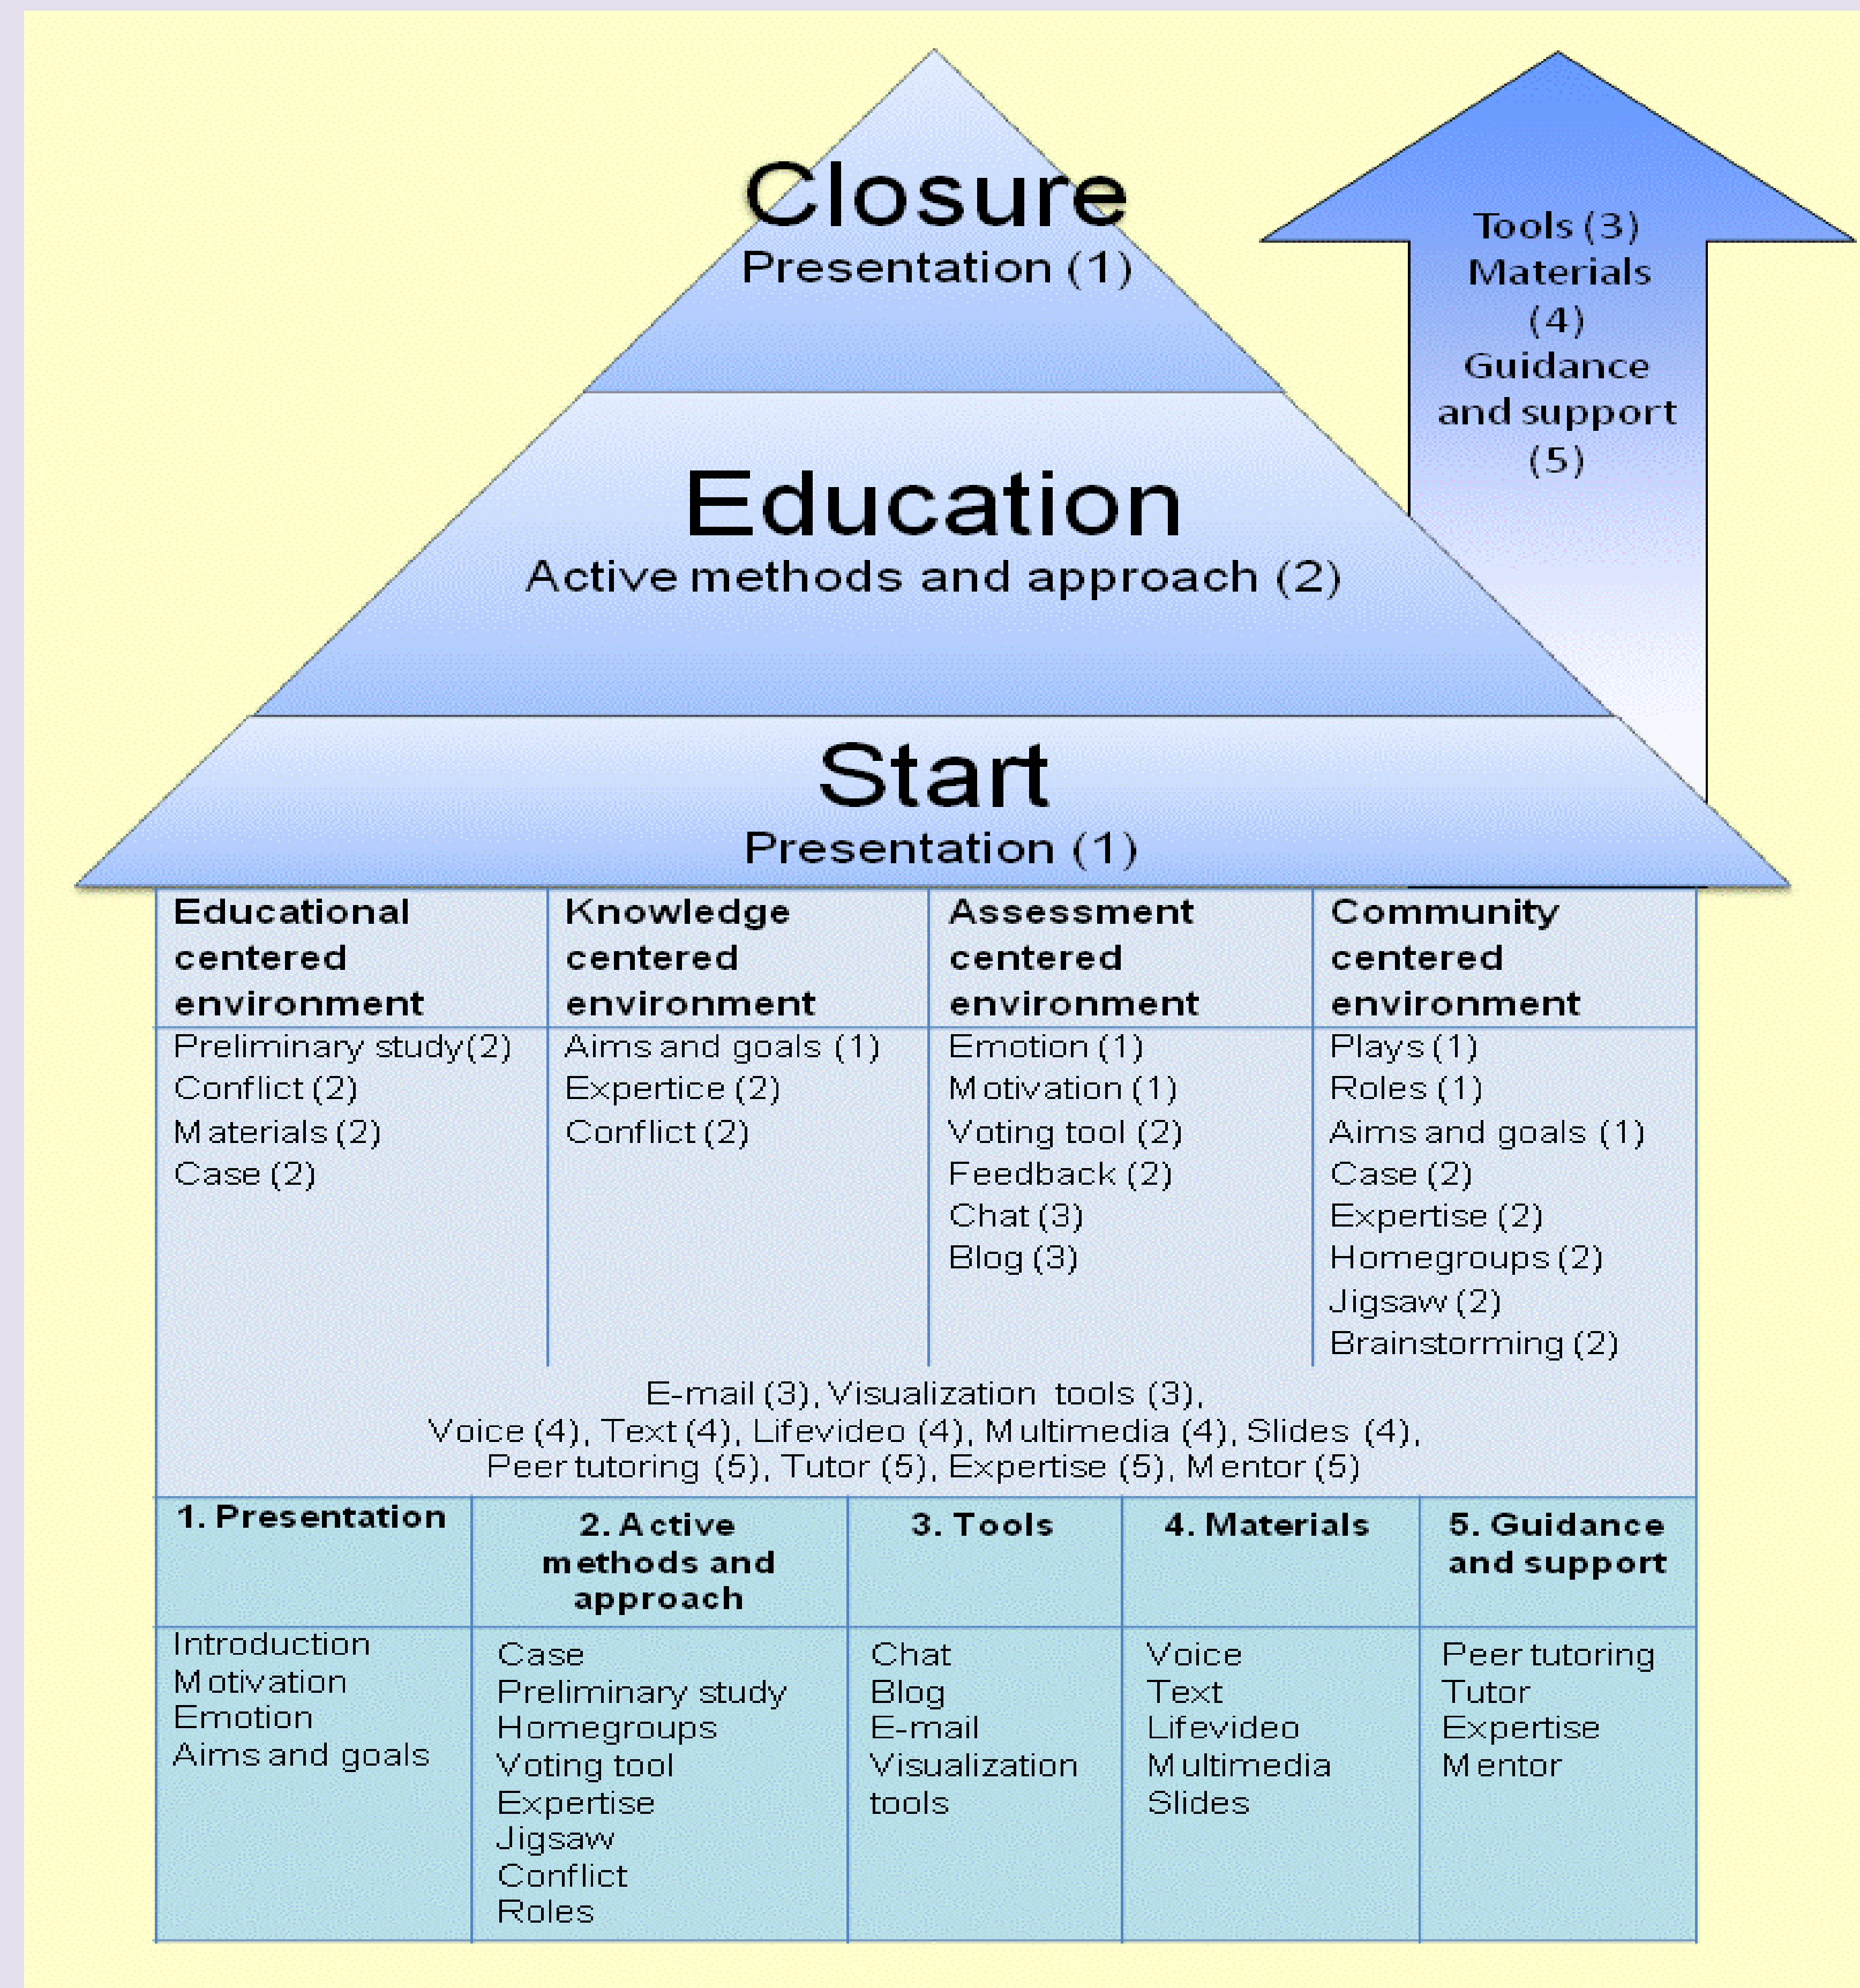 Closure
Presentation (1)
Tools (3)
Materials
(4)
Guidance
and support
(5)
Education
Active methods and approach (2)
Start
Presentation (1)
Educational
centered
environment
Knowledge
centered
environment
Assessment
centered
environment
Community
centered
environment
Preliminary study(2)
Conflict (2)
Materials (2)
Case (2)
Aims and goals (1)
Expertice (2)
Conflict (2)
Emotion (1)
Motivation (1)
Voting tool (2)
Feedback (2)
Chat (3)
Blog (3)
Plays (1)
Roles (1)
Aims and goals (1)
Case (2)
Expertise (2)
Homegroups (2)
Jigsaw (2)
Brainstorming (2)
E-mail (3), Visualization tools (3),
Voice (4), Text (4), Lifevideo (4), Multimedia (4), Slides (4),
Peer tutoring (5), Tutor (5), Expertise (5), Mentor (5)
1. Presentation
2. Active
methods and
approach
3. Tools
4. Materials
5. Guidance
and support
Introduction
Motivation
Emotion
Aims and goals
Case
Preliminary study
Homegroups
Voting tool
Expertise
Jigsaw
Conflict
Roles
Chat
Blog
E-mail
Visualization
tools
Voice
Text
Lifevideo
Multimedia
Slides
Peer tutoring
Tutor
Expertise
Mentor